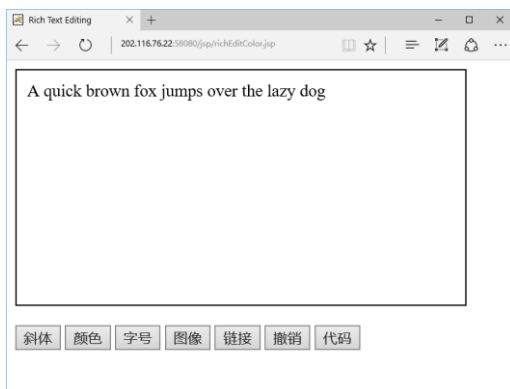 Rich Text Editing
202.116.76.22:58080/jsp/richEditColor.jsp
A quick brown fox jumps over the lazy dog
斜体 颜色 字号 图像 链接 撤销 代码